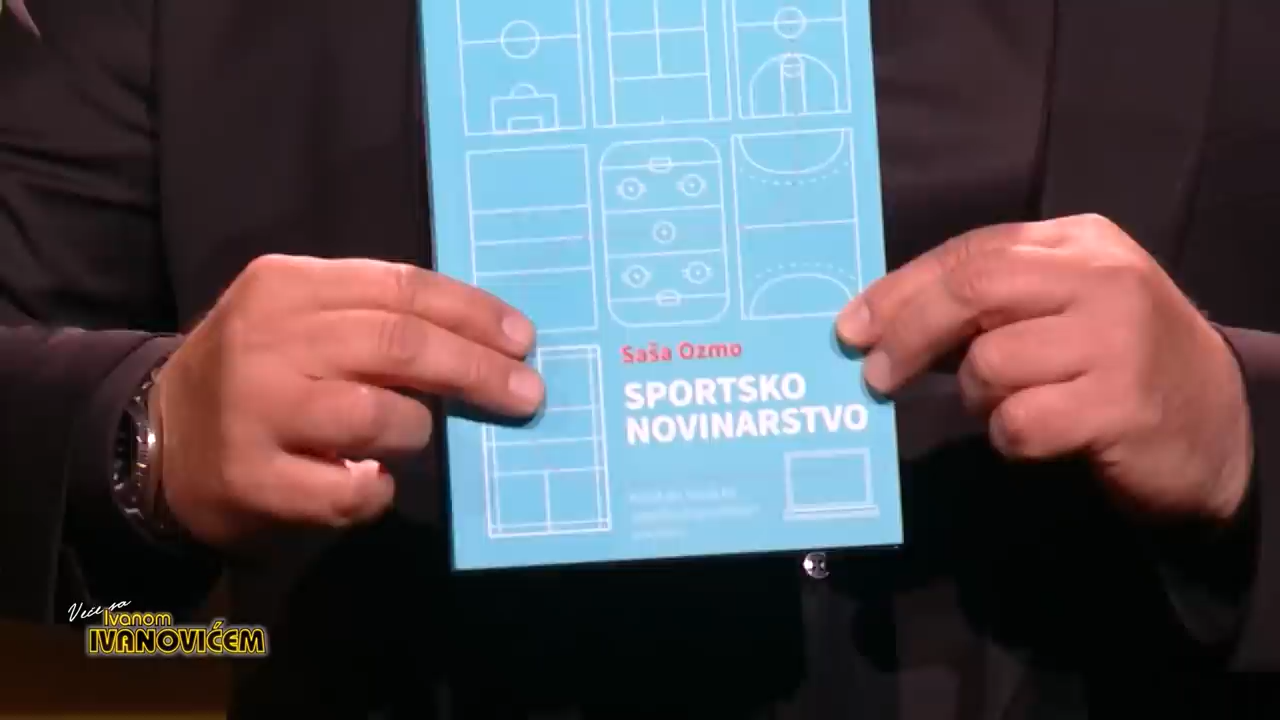 Saša Ozmo
SPORTSKO
NOVINARSTVO
Veče sa
Ivanom
IVANOVIĆEM